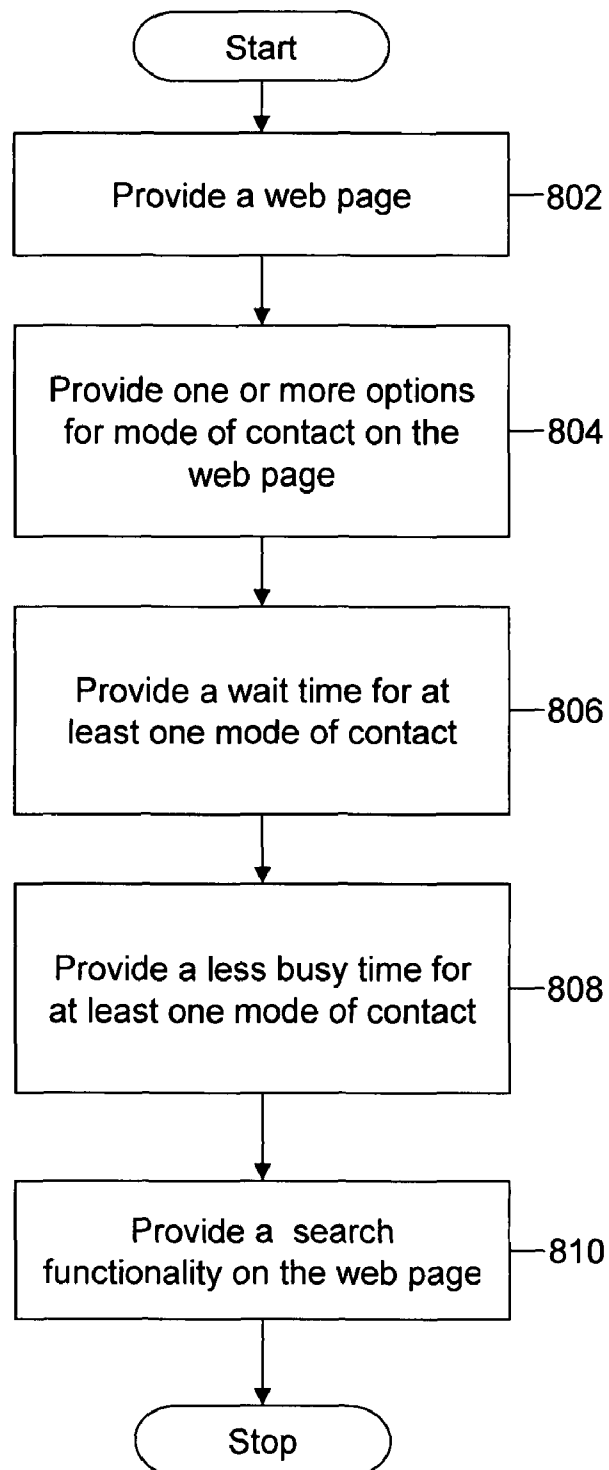 Start
Provide a web page
802
Provide one or more options
for mode of contact on the
web page
804
Provide a wait time for at
least one mode of contact
806
Provide a less busy time for
at least one mode of contact
808
Provide a search
functionality on the web page
810
Stop